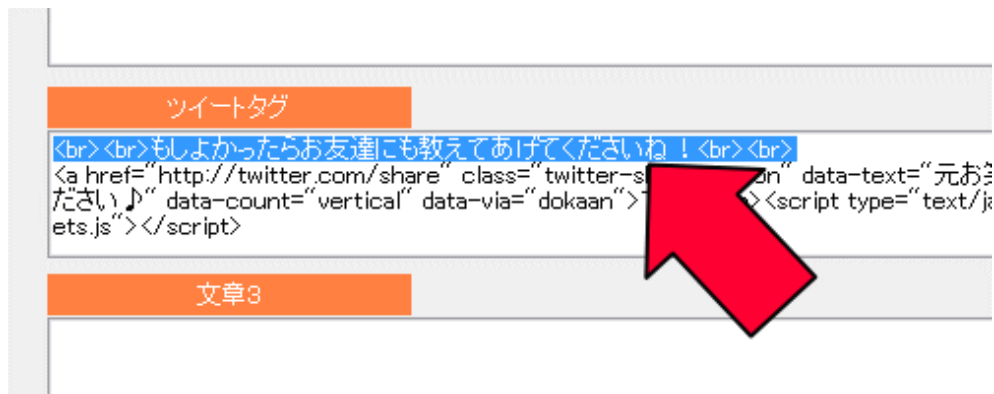 ツイートタグ
<br><br>もしよかったらお友達にも教えてあげてくださいね！<br><br>
<a href="http://twitter.com/share" class="twitter-s on" data-text="元お笑
ださい♪" data-count="vertical" data-via="dokaan"> <script type="text/ja
ets.js"></script>
文章3